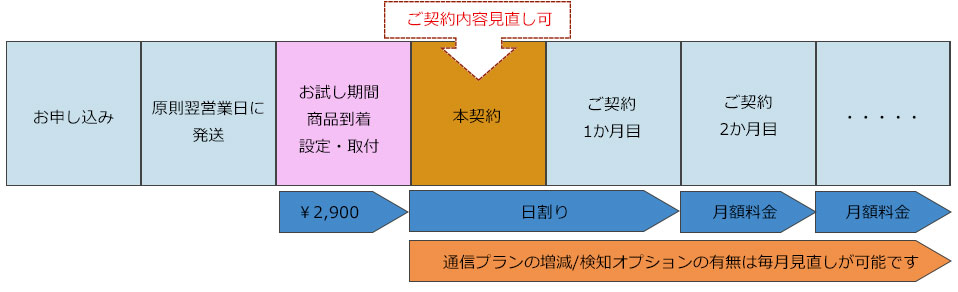 ご契約内容見直し可
お申し込み
原則翌営業日に
発送
お試し期間
商品到着
設定・取付
本契約
ご契約
1か月目
ご契約
2か月目
・・・・・
￥2,900
日割り
月額料金
月額料金
通信プランの増減/検知オプションの有無は毎月見直しが可能です